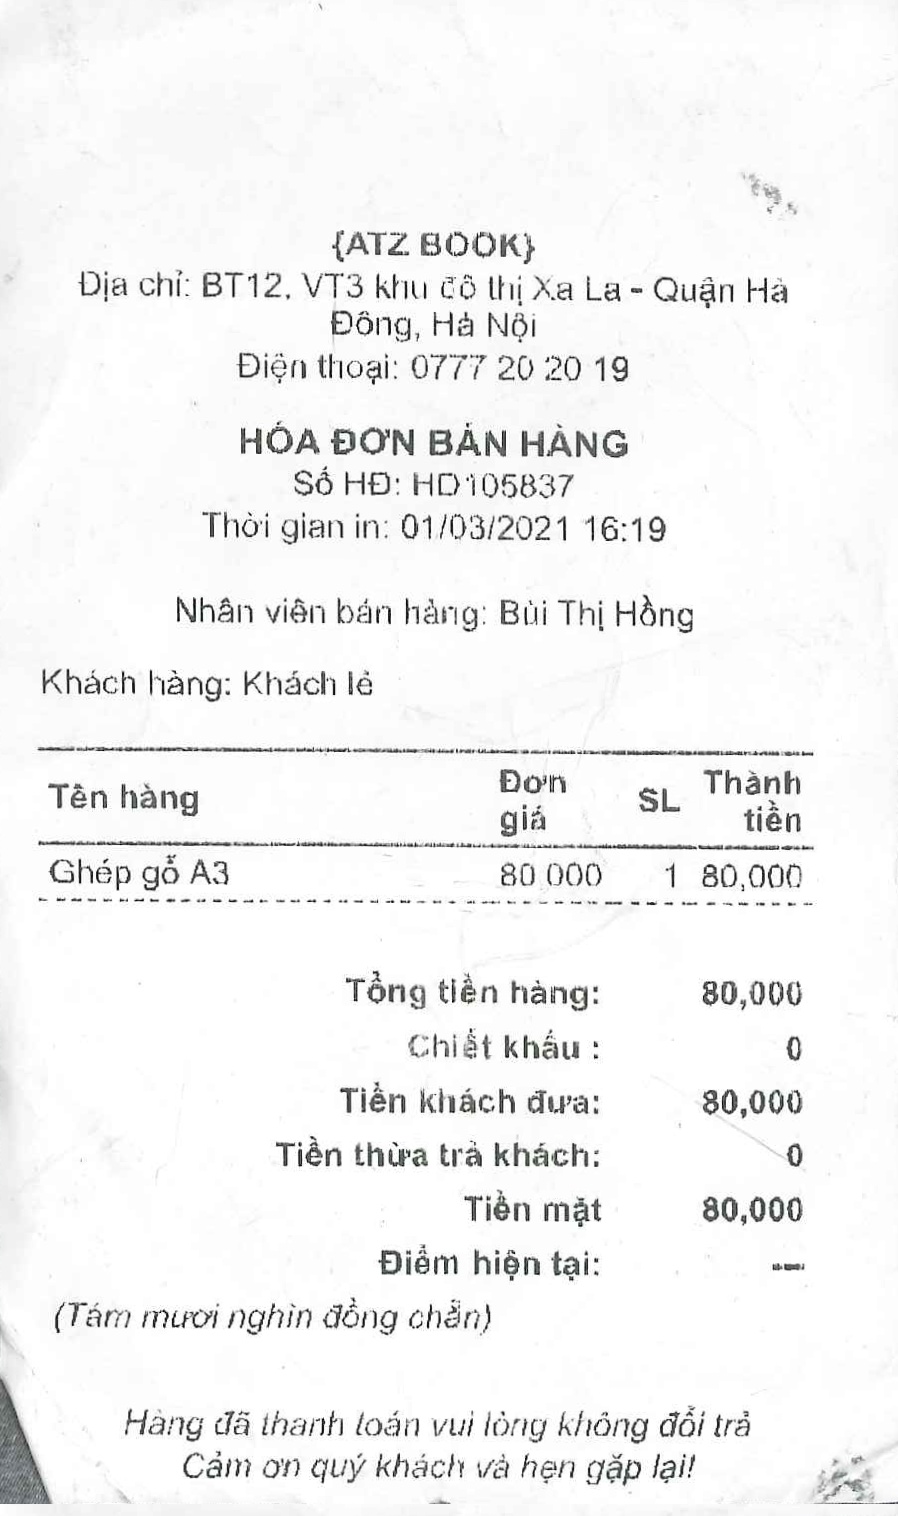 {ATZ BOOK}
Địa chỉ: BT12, VT3 khu đô thị Xa La - Quận Hà
Đông, Hà Nội
Điện thoại: 0777 20 20 19
HÓA ĐƠN BÁN HÀNG
Số HĐ: HD105837
Thời gian in: 01/03/2021 16:19
Nhân viên bán hàng: Bùi Thị Hồng
Khách hàng: Khách lẻ
Tên hàng Đơn giá SL Thành tiền
Ghép gỗ A3 80,000 1 80,000
Tổng tiền hàng: 80,000
Chiết khấu : 0
Tiền khách đưa: 80,000
Tiền thừa trả khách: 0
Tiền mặt 80,000
Điểm hiện tại: ---
(Tám mươi nghìn đồng chẵn)
Hàng đã thanh toán vui lòng không đổi trả
Cảm ơn quý khách và hẹn gặp lại!